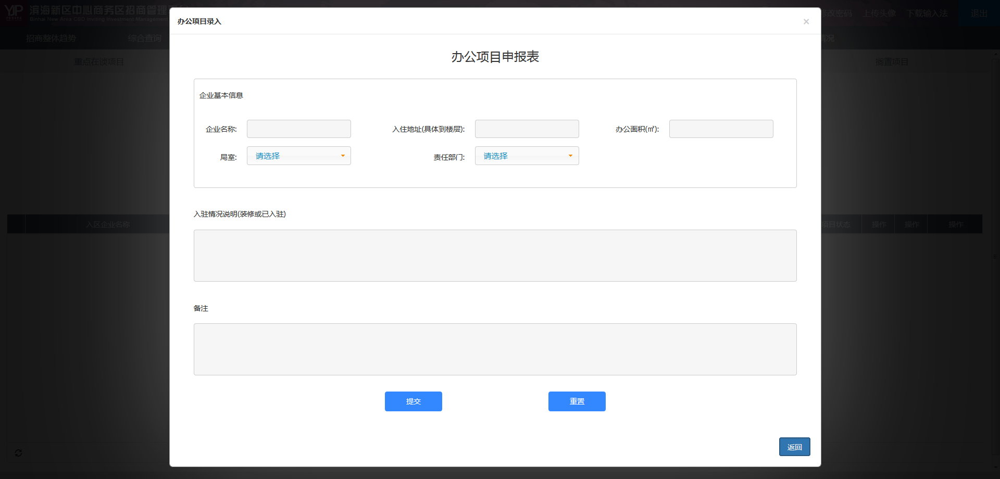 YJP
滨海新区中心商务区招商管理
Binhai New Area CBD Inviting Investment Management
修改密码 上传头像 下载输入法 退出
招商整体趋势 综合查询 情况
重点在谈项目 搁置项目
入区企业名称 项目状态 操作 操作 操作
办公项目录入 ×
办公项目申报表
企业基本信息
企业名称: 入住地址(具体到楼层): 办公面积(㎡):
局室: 请选择 责任部门: 请选择
入驻情况说明(装修或已入驻)
备注
提交 重置
返回